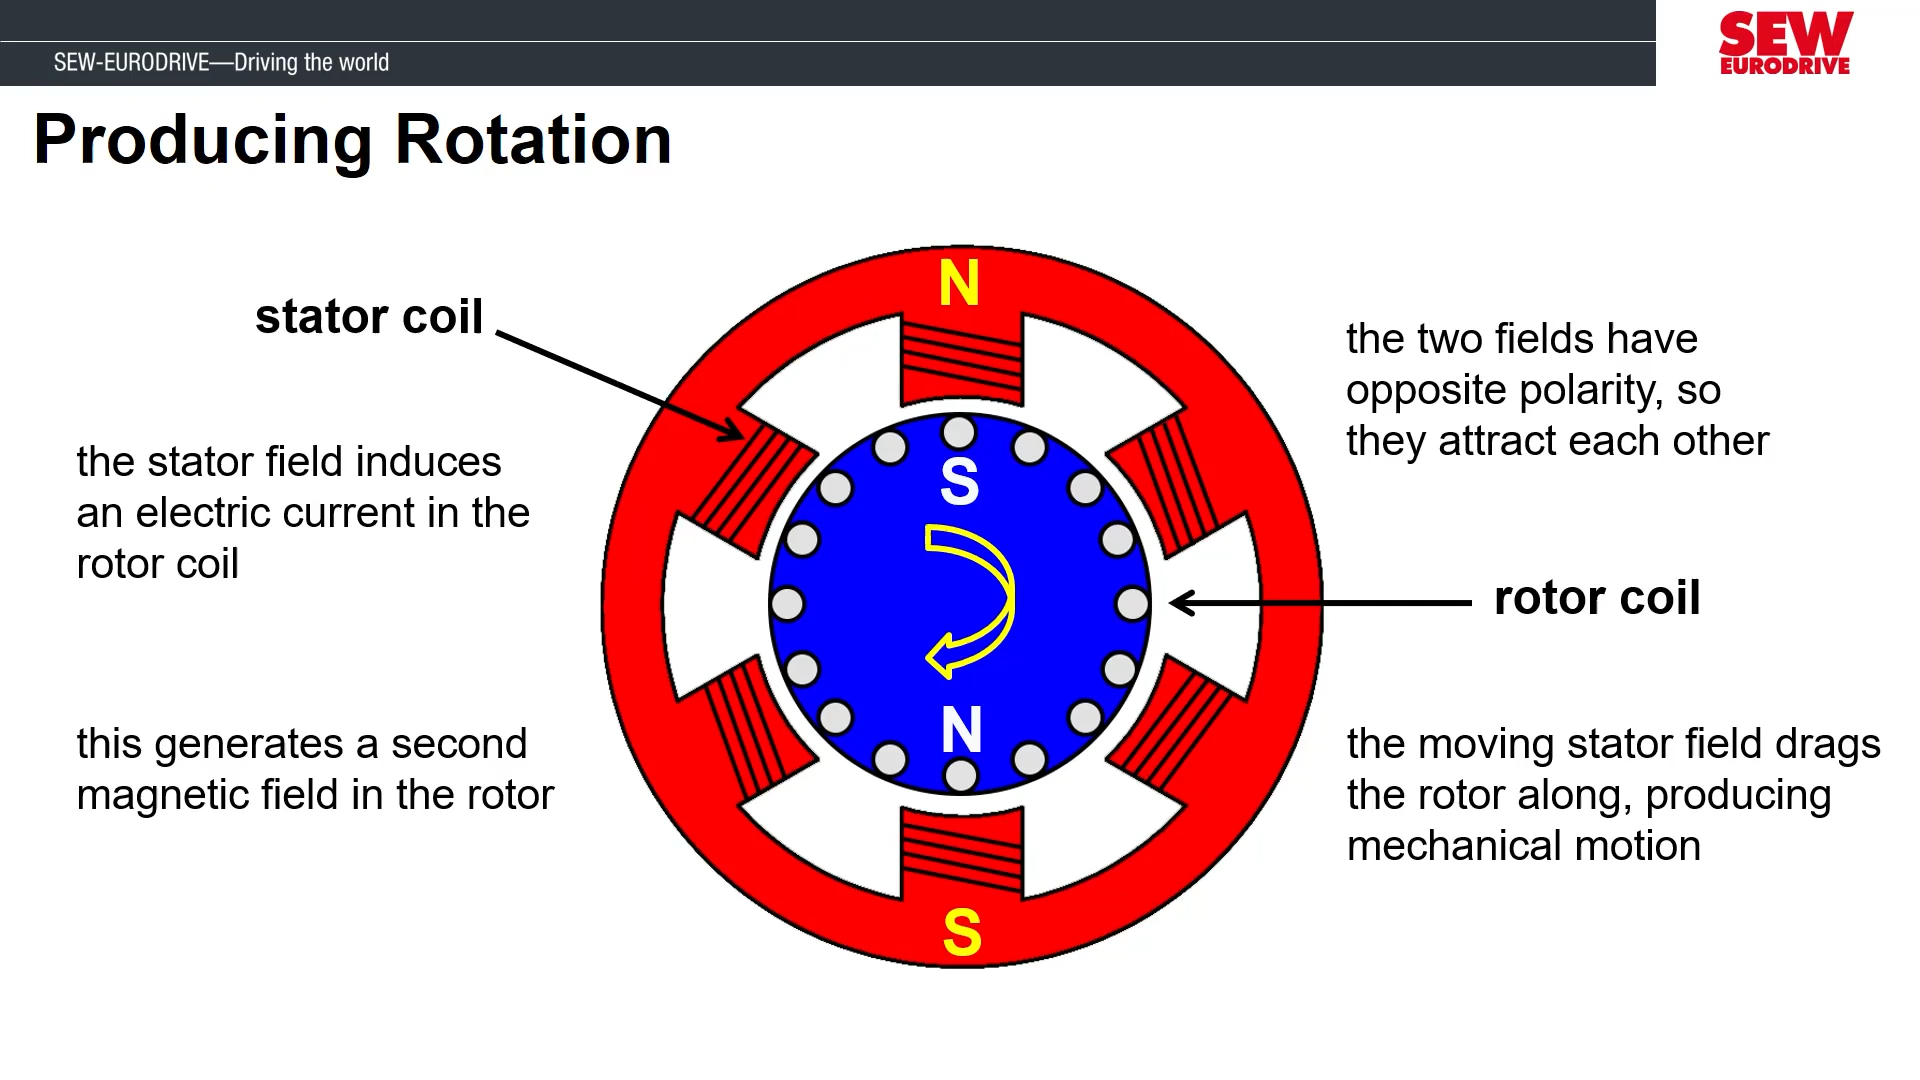 SEW-EURODRIVE—Driving the world
SEW
EURODRIVE
Producing Rotation
stator coil
the stator field induces
an electric current in the
rotor coil
this generates a second
magnetic field in the rotor
N
S
N
S
the two fields have
opposite polarity, so
they attract each other
rotor coil
the moving stator field drags
the rotor along, producing
mechanical motion